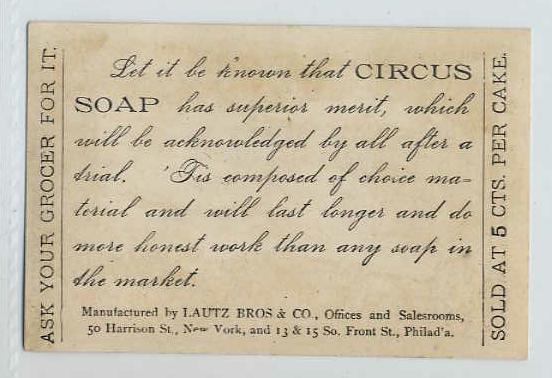 ASK YOUR GROCER FOR IT.
Let it be known that CIRCUS
SOAP has superior merit, which
will be acknowledged by all after a
trial. 'Tis composed of choice ma-
terial and will last longer and do
more honest work than any soap in
the market.
Manufactured by LAUTZ BROS & CO., Offices and Salesrooms,
50 Harrison St., New York, and 13 & 15 So. Front St., Philad'a.
SOLD AT 5 CTS. PER CAKE.